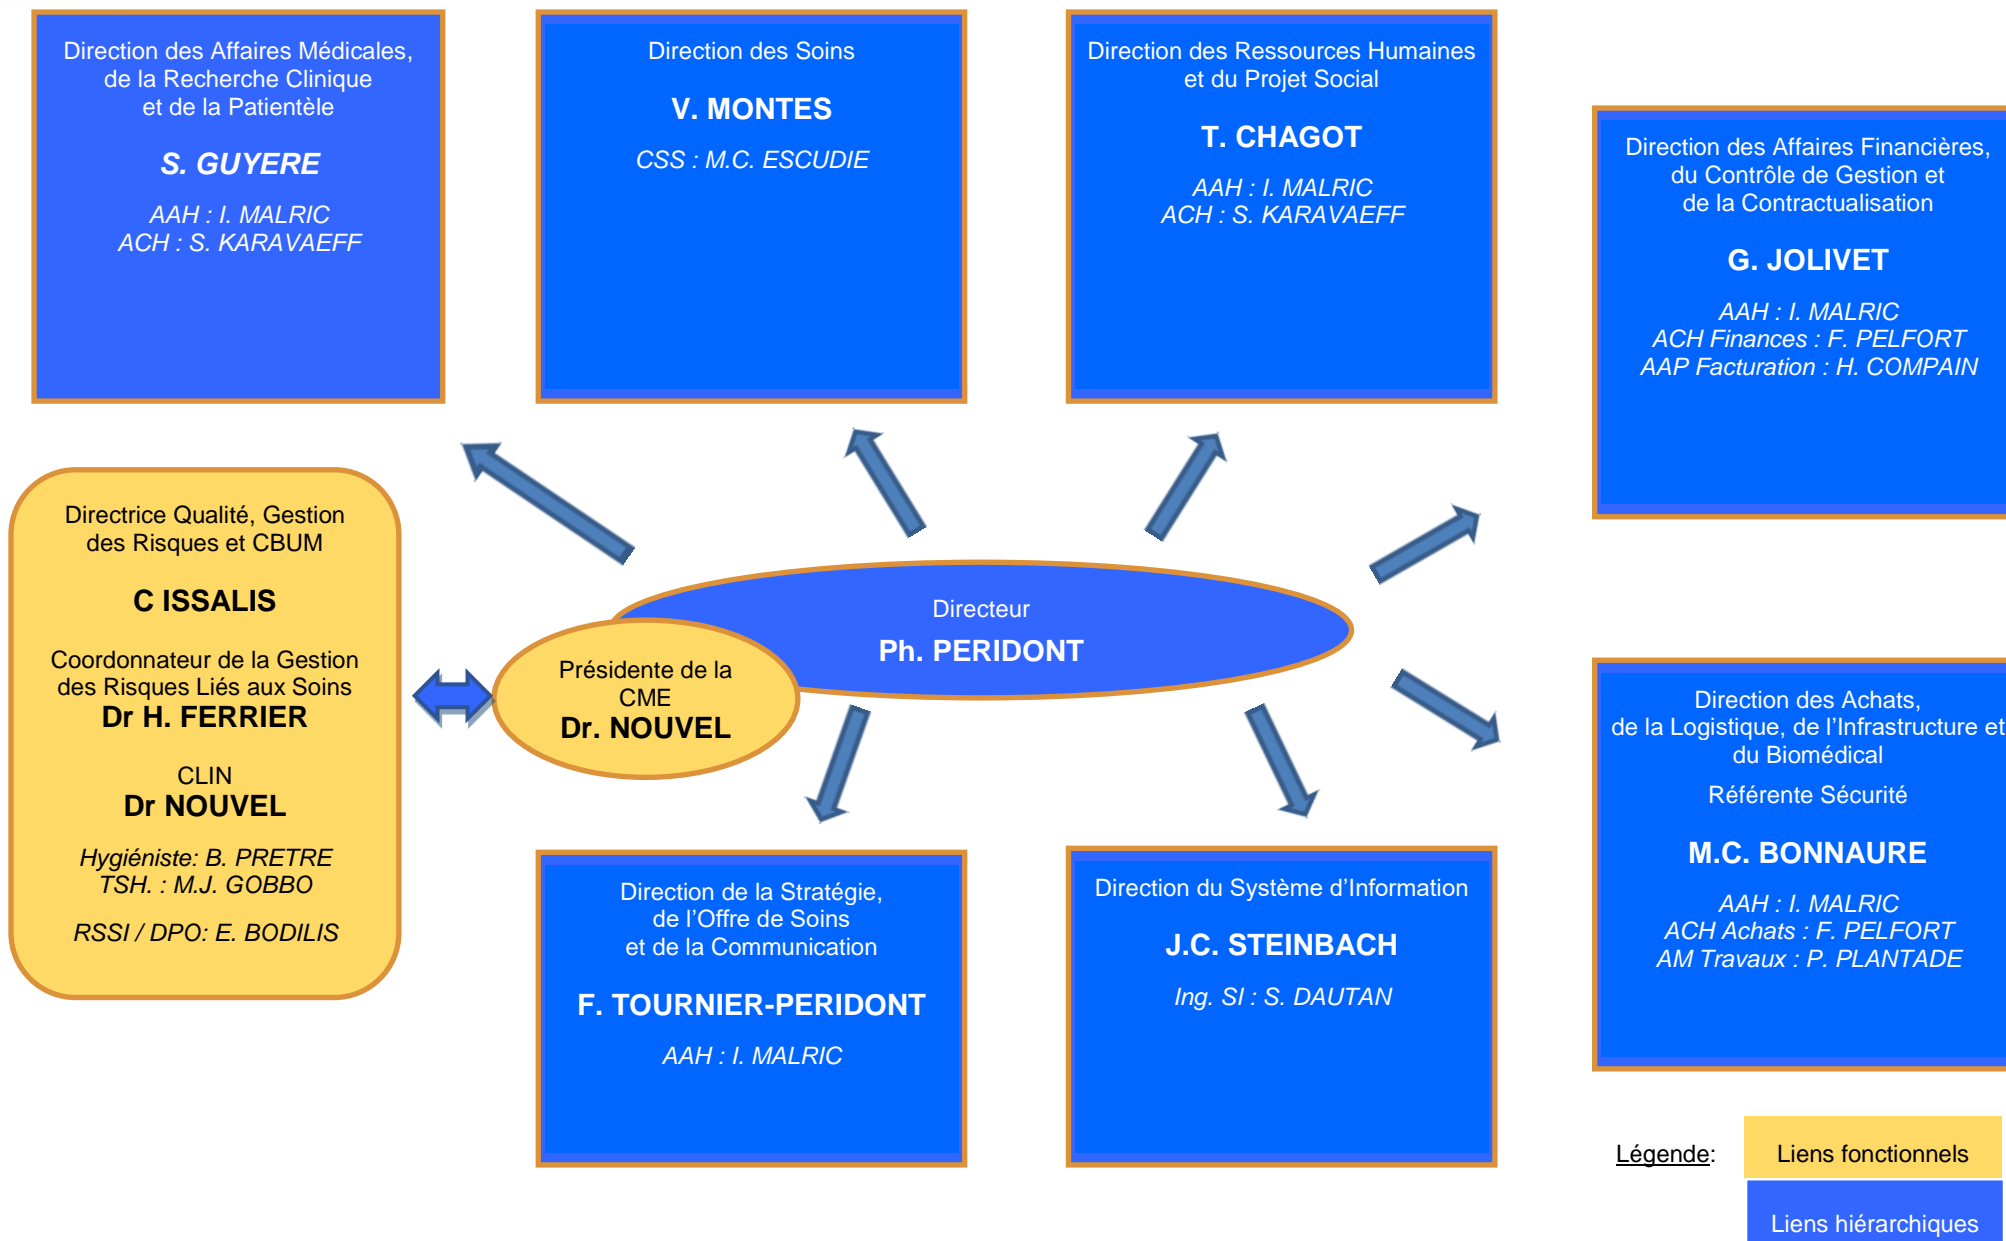 Direction des Affaires Médicales,
de la Recherche Clinique
et de la Patientèle
S. GUYERE
AAH : I. MALRIC
ACH : S. KARAVAEFF
Direction des Soins
V. MONTES
CSS : M.C. ESCUDIE
Direction des Ressources Humaines
et du Projet Social
T. CHAGOT
AAH : I. MALRIC
ACH : S. KARAVAEFF
Direction des Affaires Financières,
du Contrôle de Gestion et
de la Contractualisation
G. JOLIVET
AAH : I. MALRIC
ACH Finances : F. PELFORT
AAP Facturation : H. COMPAIN
Directrice Qualité, Gestion
des Risques et CBUM
C ISSALIS
Coordonnateur de la Gestion
des Risques Liés aux Soins
Dr H. FERRIER
CLIN
Dr NOUVEL
Hygiéniste: B. PRETRE
TSH. : M.J. GOBBO
RSSI / DPO: E. BODILIS
Directeur
Ph. PERIDONT
Présidente de la
CME
Dr. NOUVEL
Direction des Achats,
de la Logistique, de l’Infrastructure et
du Biomédical
Référente Sécurité
M.C. BONNAURE
AAH : I. MALRIC
ACH Achats : F. PELFORT
AM Travaux : P. PLANTADE
Direction de la Stratégie,
de l’Offre de Soins
et de la Communication
F. TOURNIER-PERIDONT
AAH : I. MALRIC
Direction du Système d’Information
J.C. STEINBACH
Ing. SI : S. DAUTAN
Légende:
Liens fonctionnels
Liens hiérarchiques